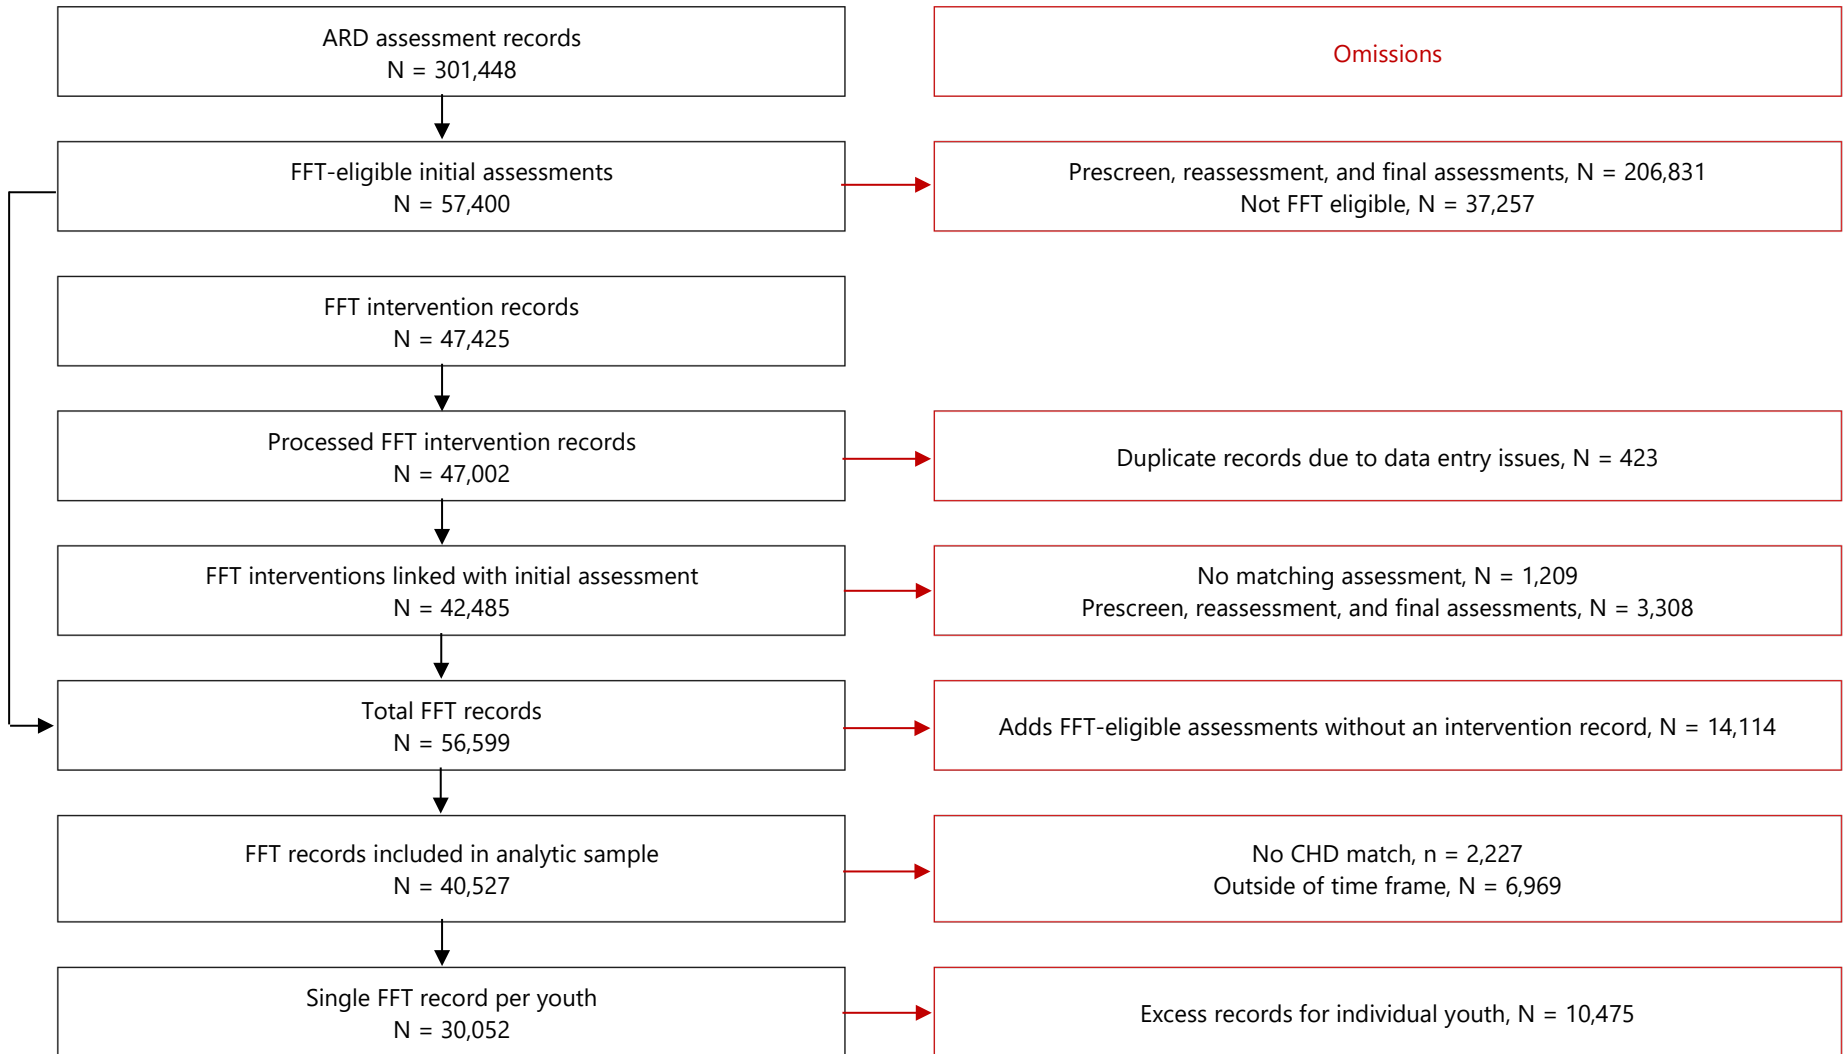 ARD assessment records
N = 301,448
Omissions
FFT-eligible initial assessments
N = 57,400
Prescreen, reassessment, and final assessments, N = 206,831
Not FFT eligible, N = 37,257
FFT intervention records
N = 47,425
Processed FFT intervention records
N = 47,002
Duplicate records due to data entry issues, N = 423
FFT interventions linked with initial assessment
N = 42,485
No matching assessment, N = 1,209
Prescreen, reassessment, and final assessments, N = 3,308
Total FFT records
N = 56,599
Adds FFT-eligible assessments without an intervention record, N = 14,114
FFT records included in analytic sample
N = 40,527
No CHD match, n = 2,227
Outside of time frame, N = 6,969
Single FFT record per youth
N = 30,052
Excess records for individual youth, N = 10,475